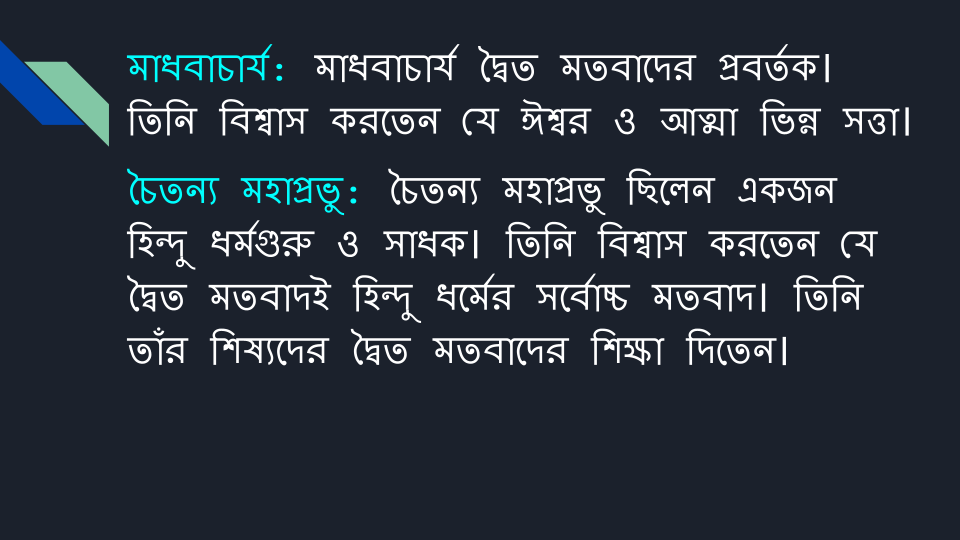 মাধবাচার্য: মাধবাচার্য দ্বৈত মতবাদের প্রবর্তক।
তিনি বিশ্বাস করতেন যে ঈশ্বর ও আত্মা ভিন্ন সত্তা।
চৈতন্য মহাপ্রভু: চৈতন্য মহাপ্রভু ছিলেন একজন
হিন্দু ধর্মগুরু ও সাধক। তিনি বিশ্বাস করতেন যে
দ্বৈত মতবাদই হিন্দু ধর্মের সর্বোচ্চ মতবাদ। তিনি
তাঁর শিষ্যদের দ্বৈত মতবাদের শিক্ষা দিতেন।